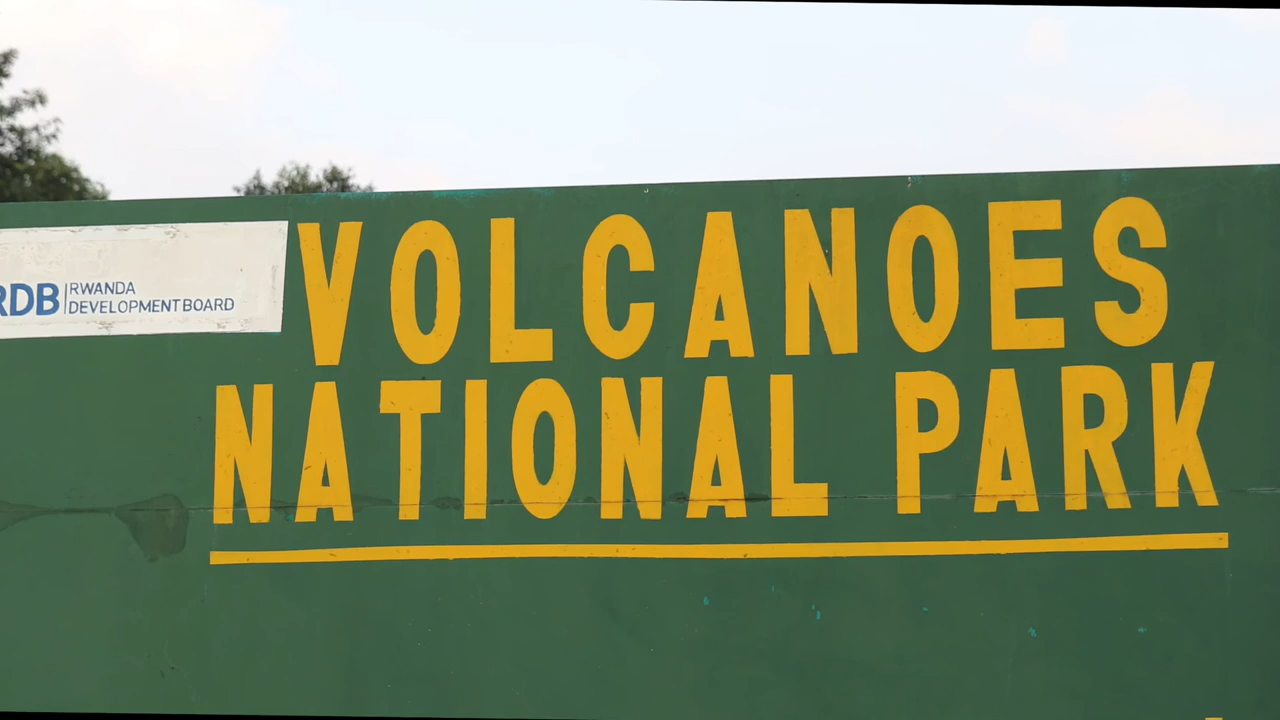 RDB
RWANDA
DEVELOPMENT BOARD
VOLCANOES
NATIONAL PARK